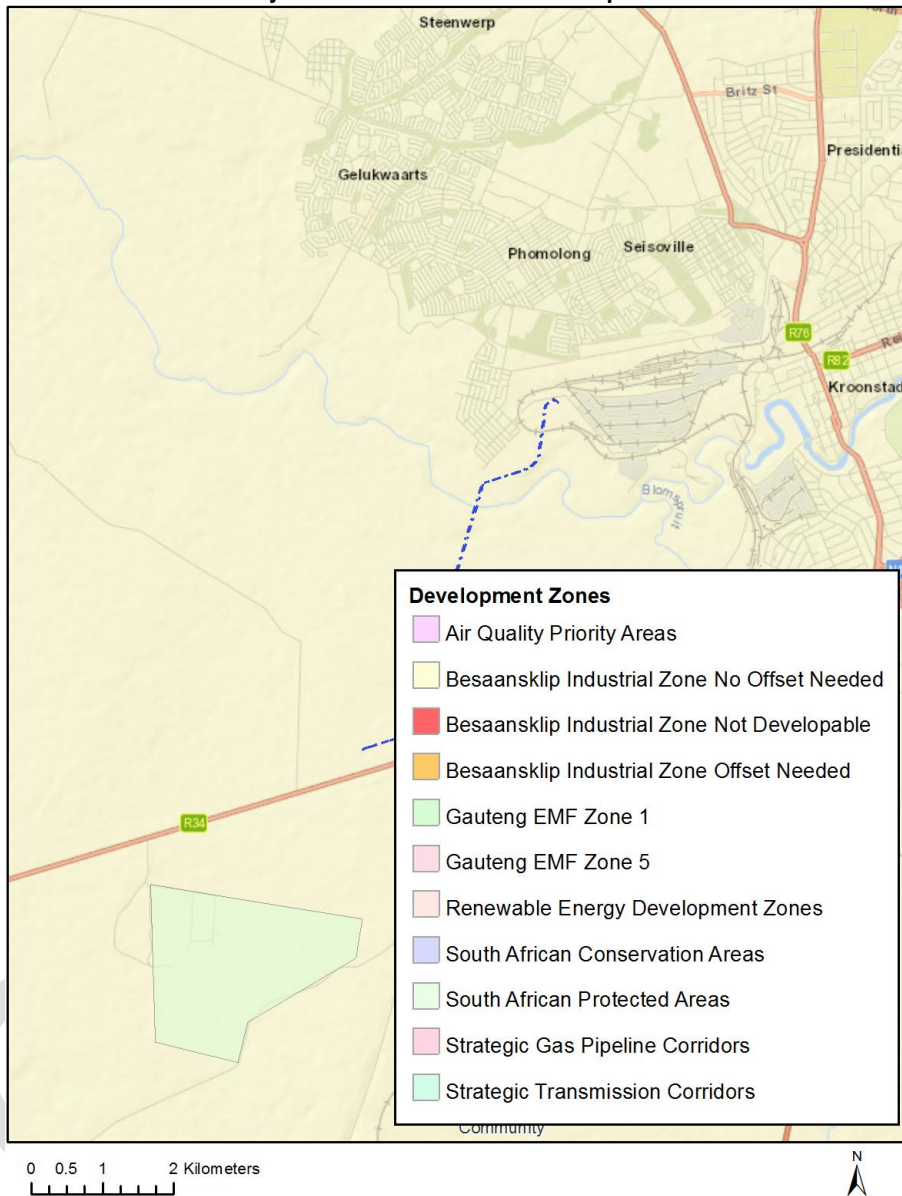 Steenwerp
Britz St
Presidenti
Gelukwaarts
Phomolong
Seisoville
R76
R82
Rei
Kroonstad
Blomspruit
Development Zones
Air Quality Priority Areas
Besaansklip Industrial Zone No Offset Needed
Besaansklip Industrial Zone Not Developable
Besaansklip Industrial Zone Offset Needed
Gauteng EMF Zone 1
Gauteng EMF Zone 5
Renewable Energy Development Zones
South African Conservation Areas
South African Protected Areas
Strategic Gas Pipeline Corridors
Strategic Transmission Corridors
R34
Community
0 0.5 1 2 Kilometers
N